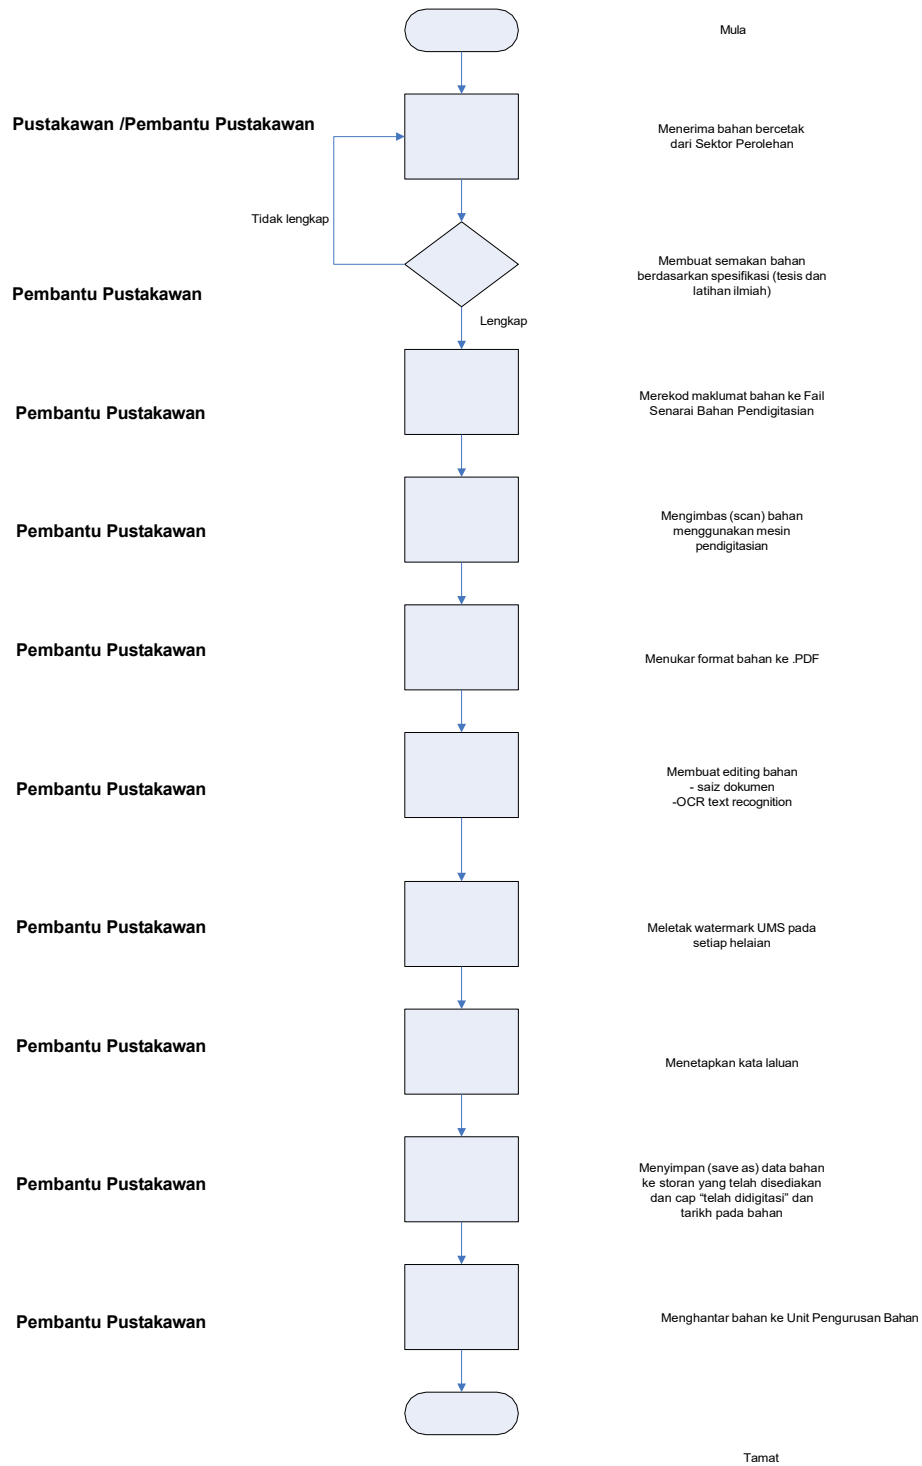 Mula
Pustakawan /Pembantu Pustakawan
Menerima bahan bercetak
dari Sektor Perolehan
Tidak lengkap
Pembantu Pustakawan
Membuat semakan bahan
berdasarkan spesifikasi (tesis dan
latihan ilmiah)
Lengkap
Pembantu Pustakawan
Merekod maklumat bahan ke Fail
Senarai Bahan Pendigitasian
Pembantu Pustakawan
Mengimbas (scan) bahan
menggunakan mesin
pendigitasian
Pembantu Pustakawan
Menukar format bahan ke .PDF
Pembantu Pustakawan
Membuat editing bahan
- saiz dokumen
-OCR text recognition
Pembantu Pustakawan
Meletak watermark UMS pada
setiap helaian
Pembantu Pustakawan
Menetapkan kata laluan
Pembantu Pustakawan
Menyimpan (save as) data bahan
ke storan yang telah disediakan
dan cap “telah didigitasi” dan
tarikh pada bahan
Pembantu Pustakawan
Menghantar bahan ke Unit Pengurusan Bahan
Tamat